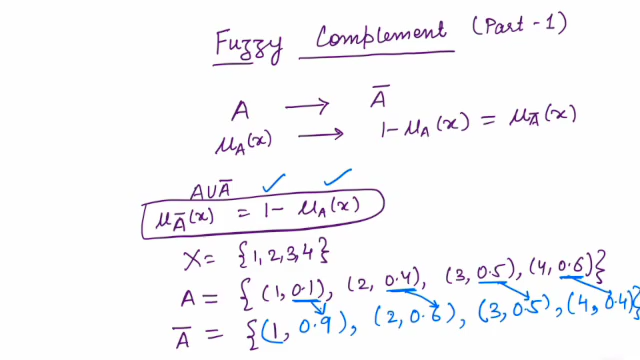 Fuzzy Complement (Part-1)
A → Ā
μA(x) → 1-μA(x) = μĀ(x)
A∪Ā ✓ ✓
μĀ(x) = 1- μA(x)
X= {1,2,3,4}
A = {(1, 0.1), (2, 0.4), (3, 0.5), (4, 0.6)}
Ā = {(1, 0.9), (2, 0.6), (3, 0.5), (4, 0.4)}